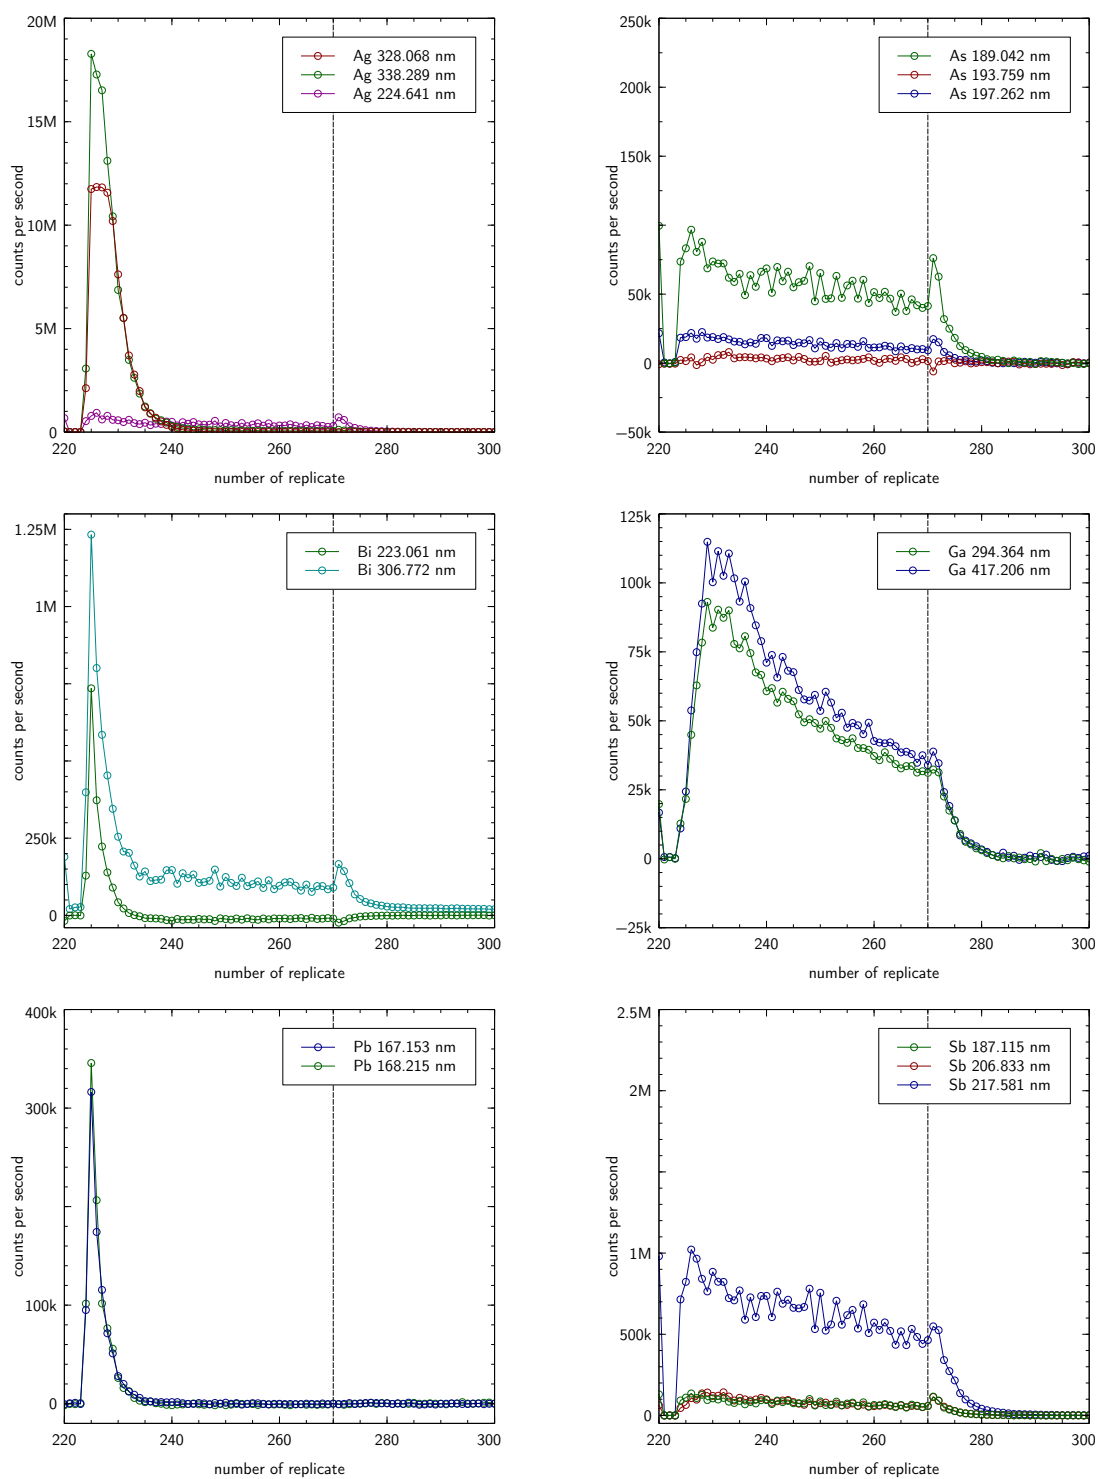 20M
15M
10M
5M
0
counts per second
Ag 328.068 nm
Ag 338.289 nm
Ag 224.641 nm
220 240 260 280 300
number of replicate
250k
150k
100k
50k
0
−50k
counts per second
As 189.042 nm
As 193.759 nm
As 197.262 nm
220 240 260 280 300
number of replicate
1.25M
1M
250k
0
counts per second
Bi 223.061 nm
Bi 306.772 nm
220 240 260 280 300
number of replicate
125k
100k
75k
50k
25k
0
−25k
counts per second
Ga 294.364 nm
Ga 417.206 nm
220 240 260 280 300
number of replicate
400k
300k
100k
0
counts per second
Pb 167.153 nm
Pb 168.215 nm
220 240 260 280 300
number of replicate
2.5M
2M
1M
500k
0
counts per second
Sb 187.115 nm
Sb 206.833 nm
Sb 217.581 nm
220 240 260 280 300
number of replicate